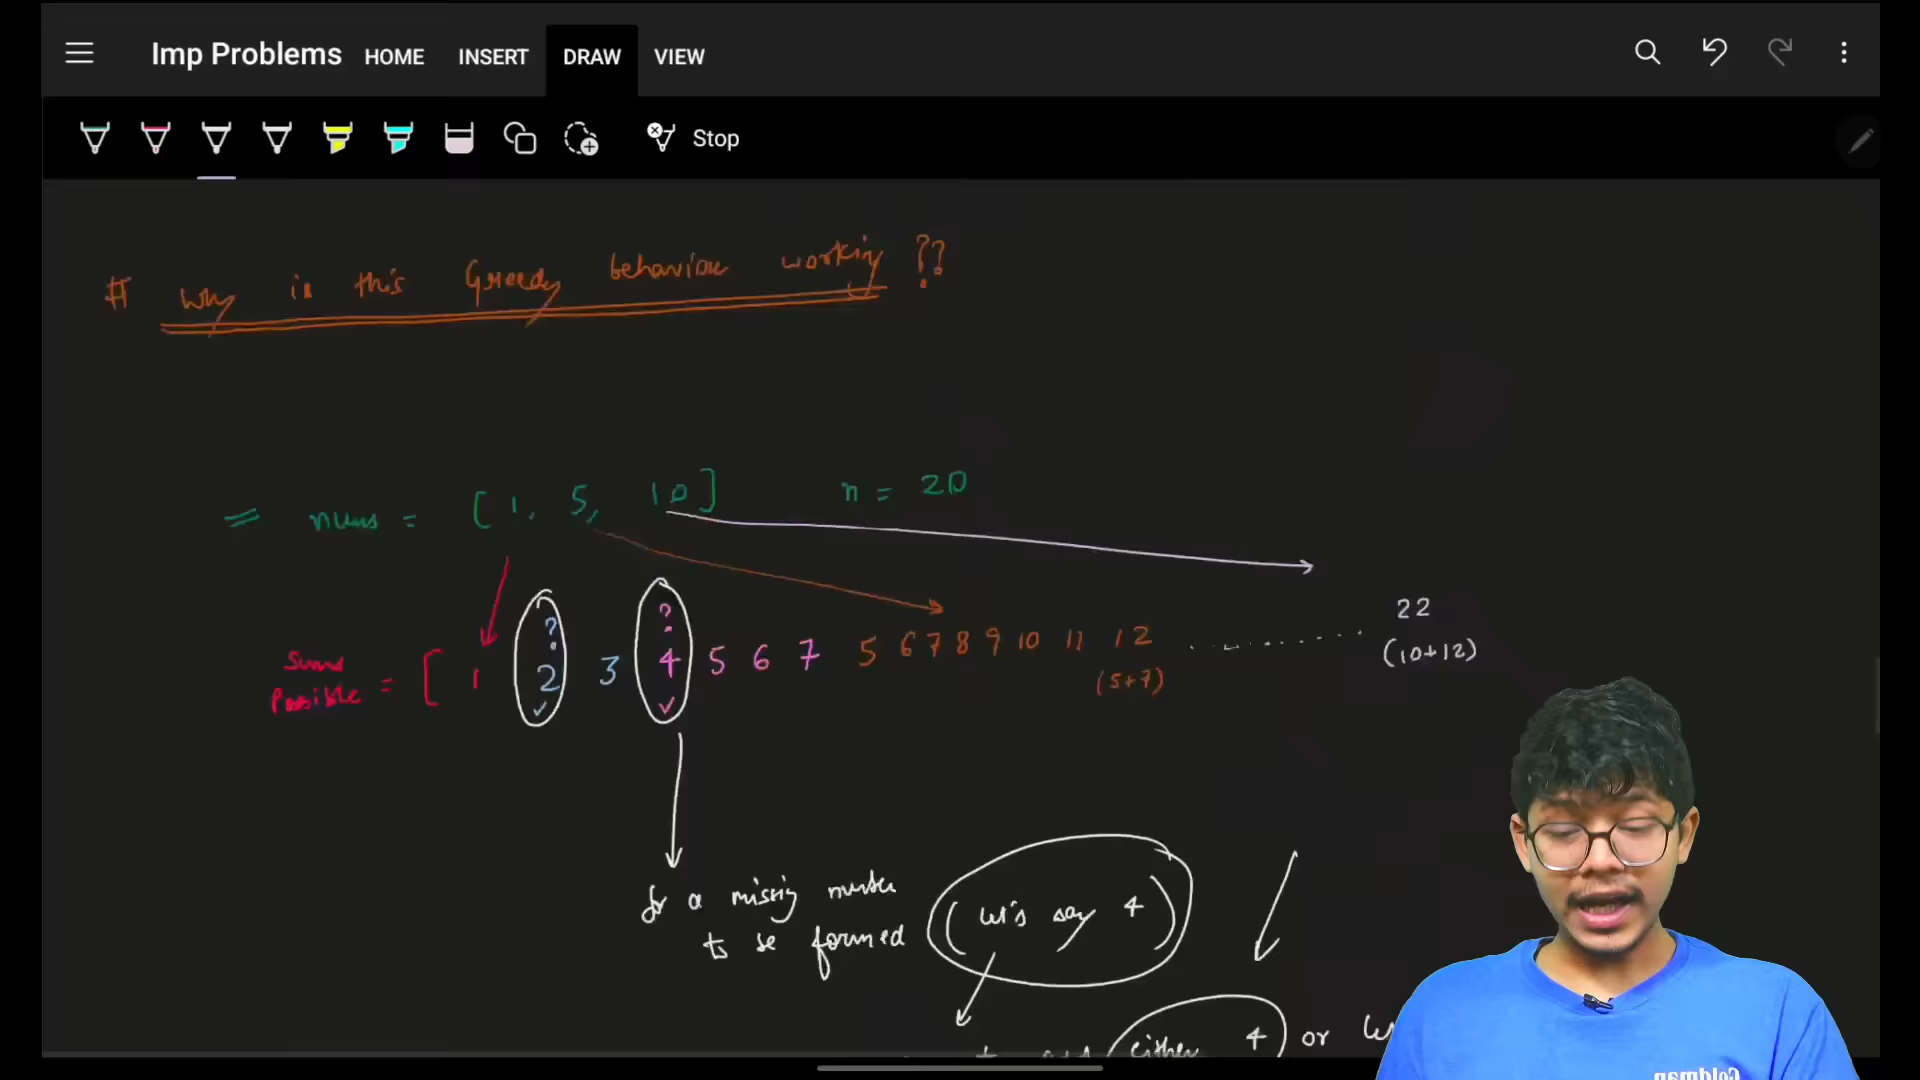 Imp Problems HOME INSERT DRAW VIEW
Stop
# Why is this Greedy behaviour working ??
nums = [1, 5, 10] n = 20
22
Sums ? ?
Possible = [ 1 2 3 4 5 6 7 5 6 7 8 9 10 11 12 ........ (10+12)
(5+7)
for a missing number
to be formed (let's say 4)
either 4 or
Goldman